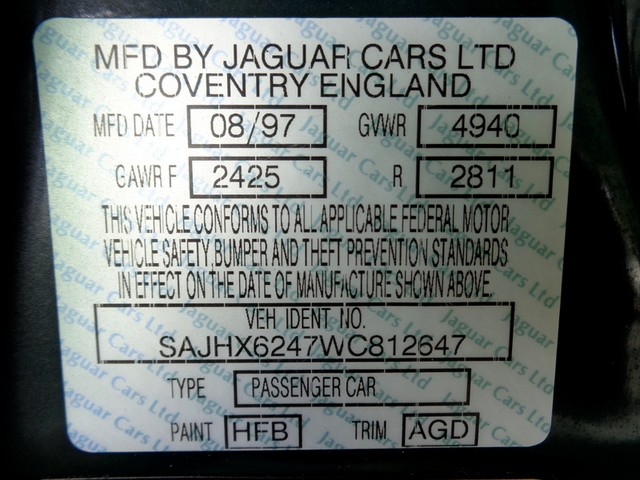 MFD BY JAGUAR CARS LTD
COVENTRY ENGLAND
MFD DATE 08/97 GVWR 4940
GAWR F 2425 R 2811
THIS VEHICLE CONFORMS TO ALL APPLICABLE FEDERAL MOTOR
VEHICLE SAFETY,BUMPER AND THEFT PREVENTION STANDARDS
IN EFFECT ON THE DATE OF MANUFACTURE SHOWN ABOVE.
VEH IDENT NO.
SAJHX6247WC812647
TYPE PASSENGER CAR
PAINT HFB TRIM AGD